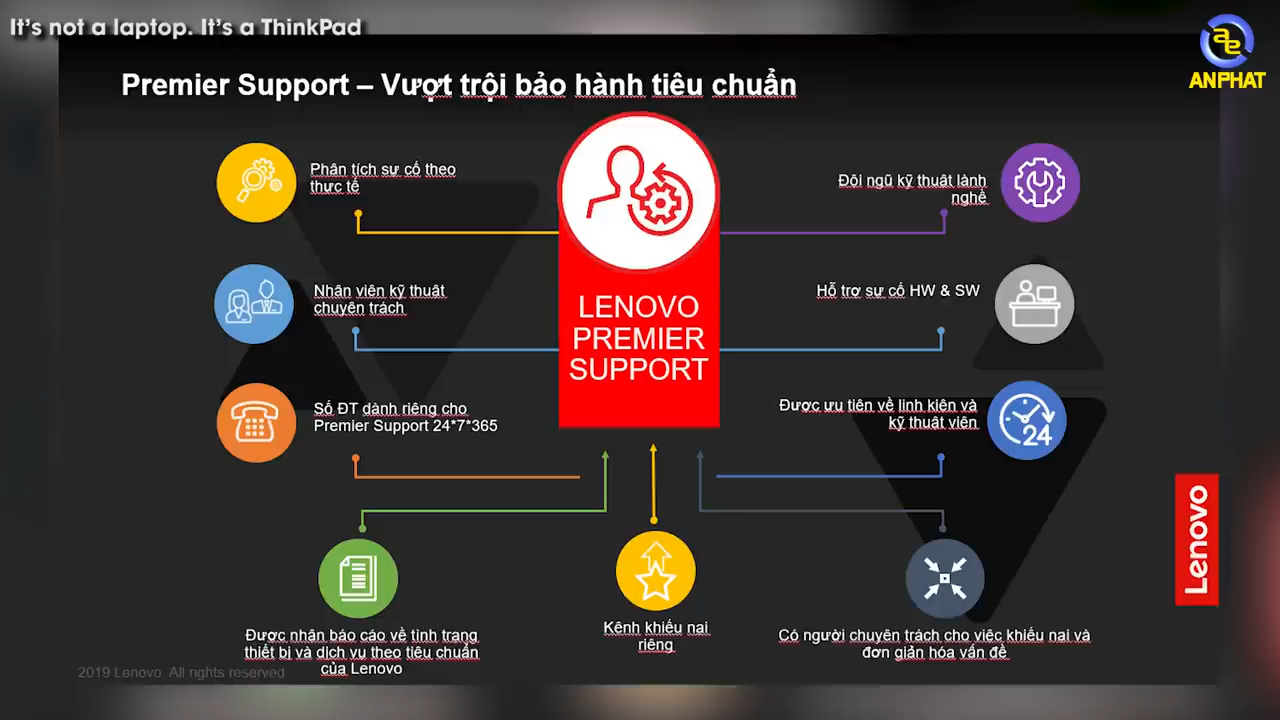 It's not a laptop. It's a ThinkPad
ae
ANPHAT
Premier Support – Vượt trội bảo hành tiêu chuẩn
Phân tích sự cố theo
thực tế
Nhân viên kỹ thuật
chuyên trách
Số ĐT dành riêng cho
Premier Support 24*7*365
LENOVO
PREMIER
SUPPORT
Đội ngũ kỹ thuật lành
nghề
Hỗ trợ sự cố HW & SW
Được ưu tiên về linh kiện và
kỹ thuật viên
24
Được nhận báo cáo về tình trạng
thiết bị và dịch vụ theo tiêu chuẩn
của Lenovo
Kênh khiếu nại
riêng
Có người chuyên trách cho việc khiếu nại và
đơn giản hóa vấn đề
Lenovo
2019 Lenovo. All rights reserved